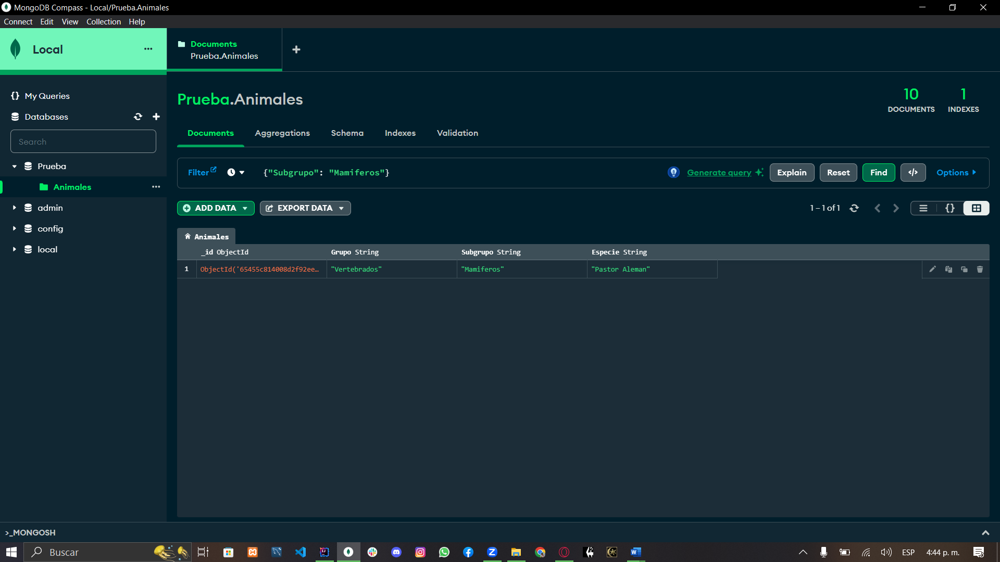 MongoDB Compass - Local/Prueba.Animales
Connect Edit View Collection Help
Local
Documents
Prueba.Animales
My Queries
Databases
Search
Prueba
Animales
admin
config
local
Prueba.Animales
10
DOCUMENTS
1
INDEXES
Documents Aggregations Schema Indexes Validation
Filter {"Subgrupo": "Mamiferos"} Generate query Explain Reset Find </> Options
ADD DATA EXPORT DATA 1 – 1 of 1 {}
Animales
_id ObjectId Grupo String Subgrupo String Especie String
1 ObjectId('65455c814008d2f92ee… "Vertebrados" "Mamiferos" "Pastor Aleman"
>_MONGOSH
Buscar ESP 4:44 p. m.